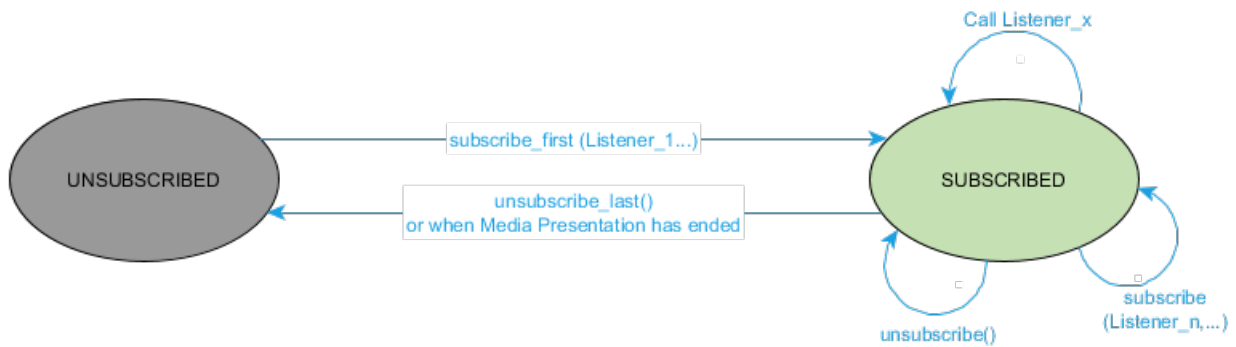 Call Listener_x
UNSUBSCRIBED
subscribe_first (Listener_1...)
SUBSCRIBED
unsubscribe_last()
or when Media Presentation has ended
subscribe
(Listener_n,...)
unsubscribe()